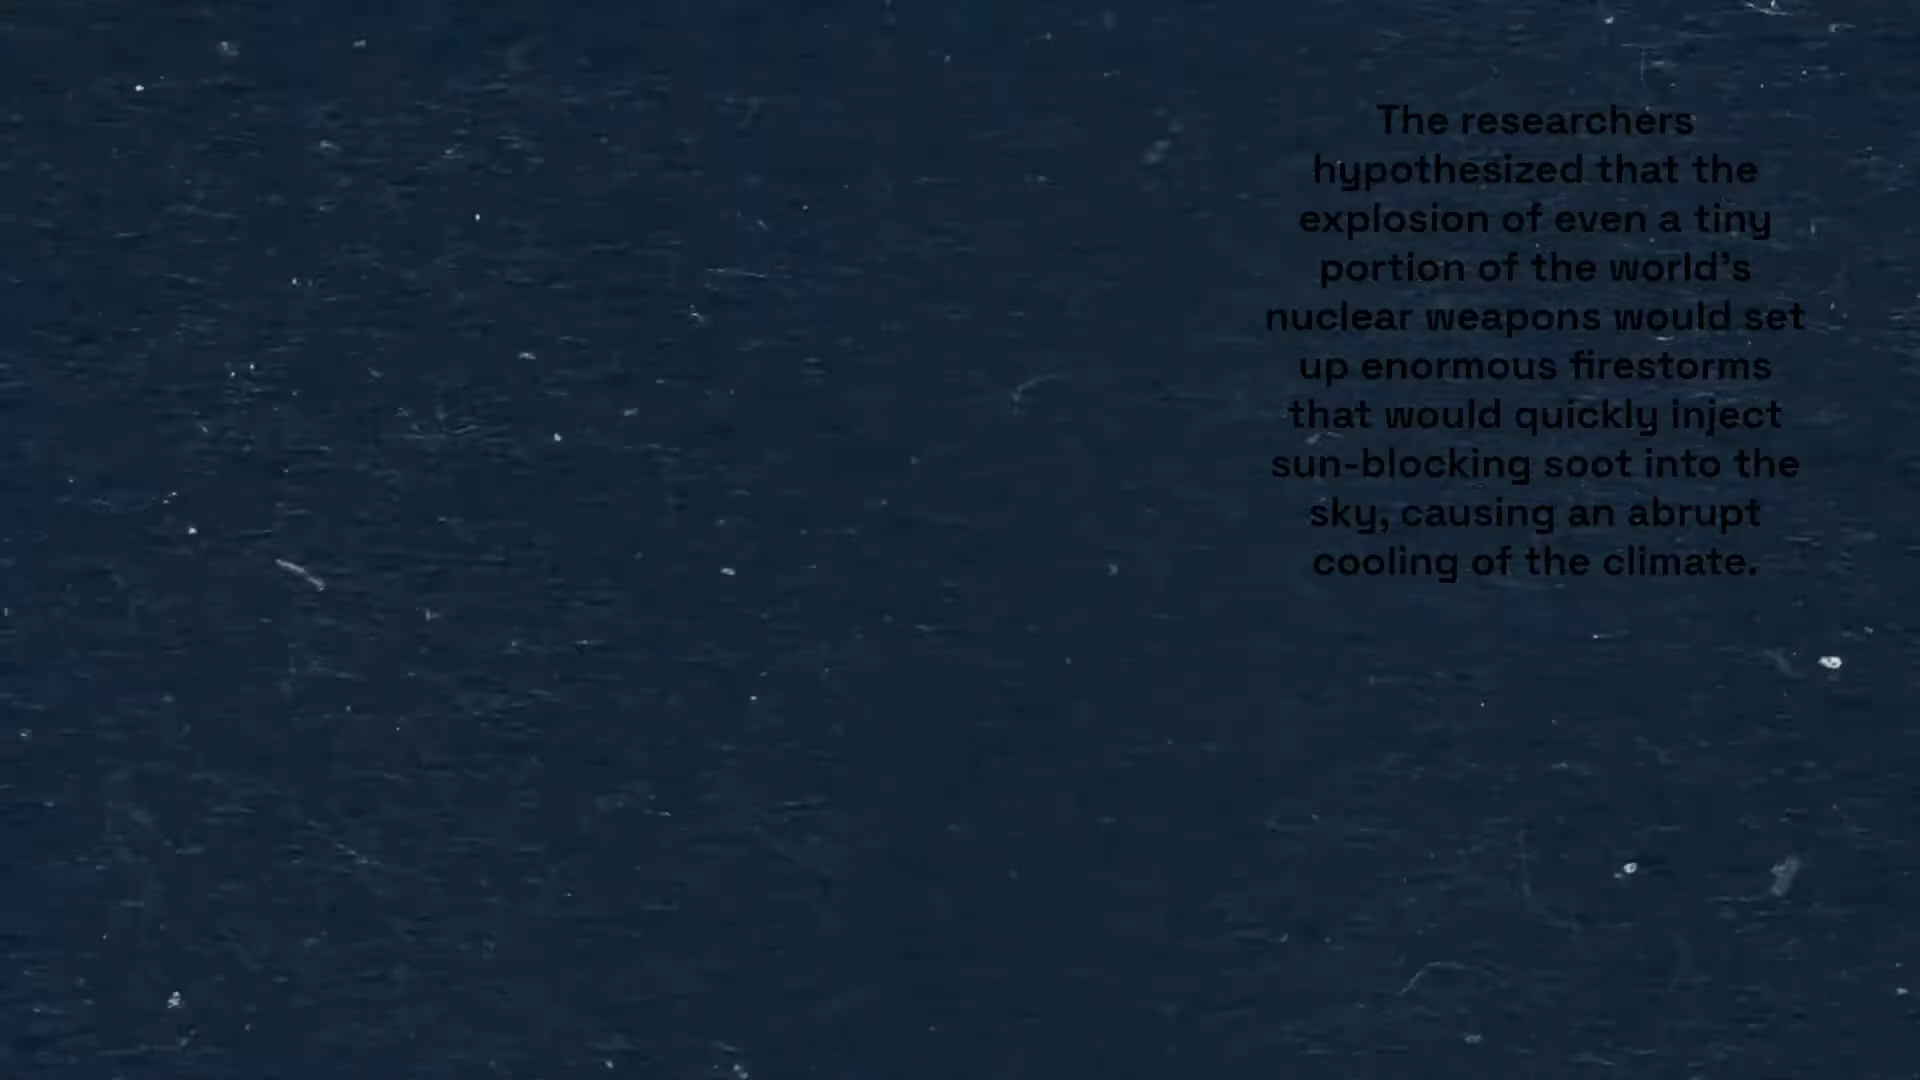 The researchers
hypothesized that the
explosion of even a tiny
portion of the world's
nuclear weapons would set
up enormous firestorms
that would quickly inject
sun-blocking soot into the
sky, causing an abrupt
cooling of the climate.